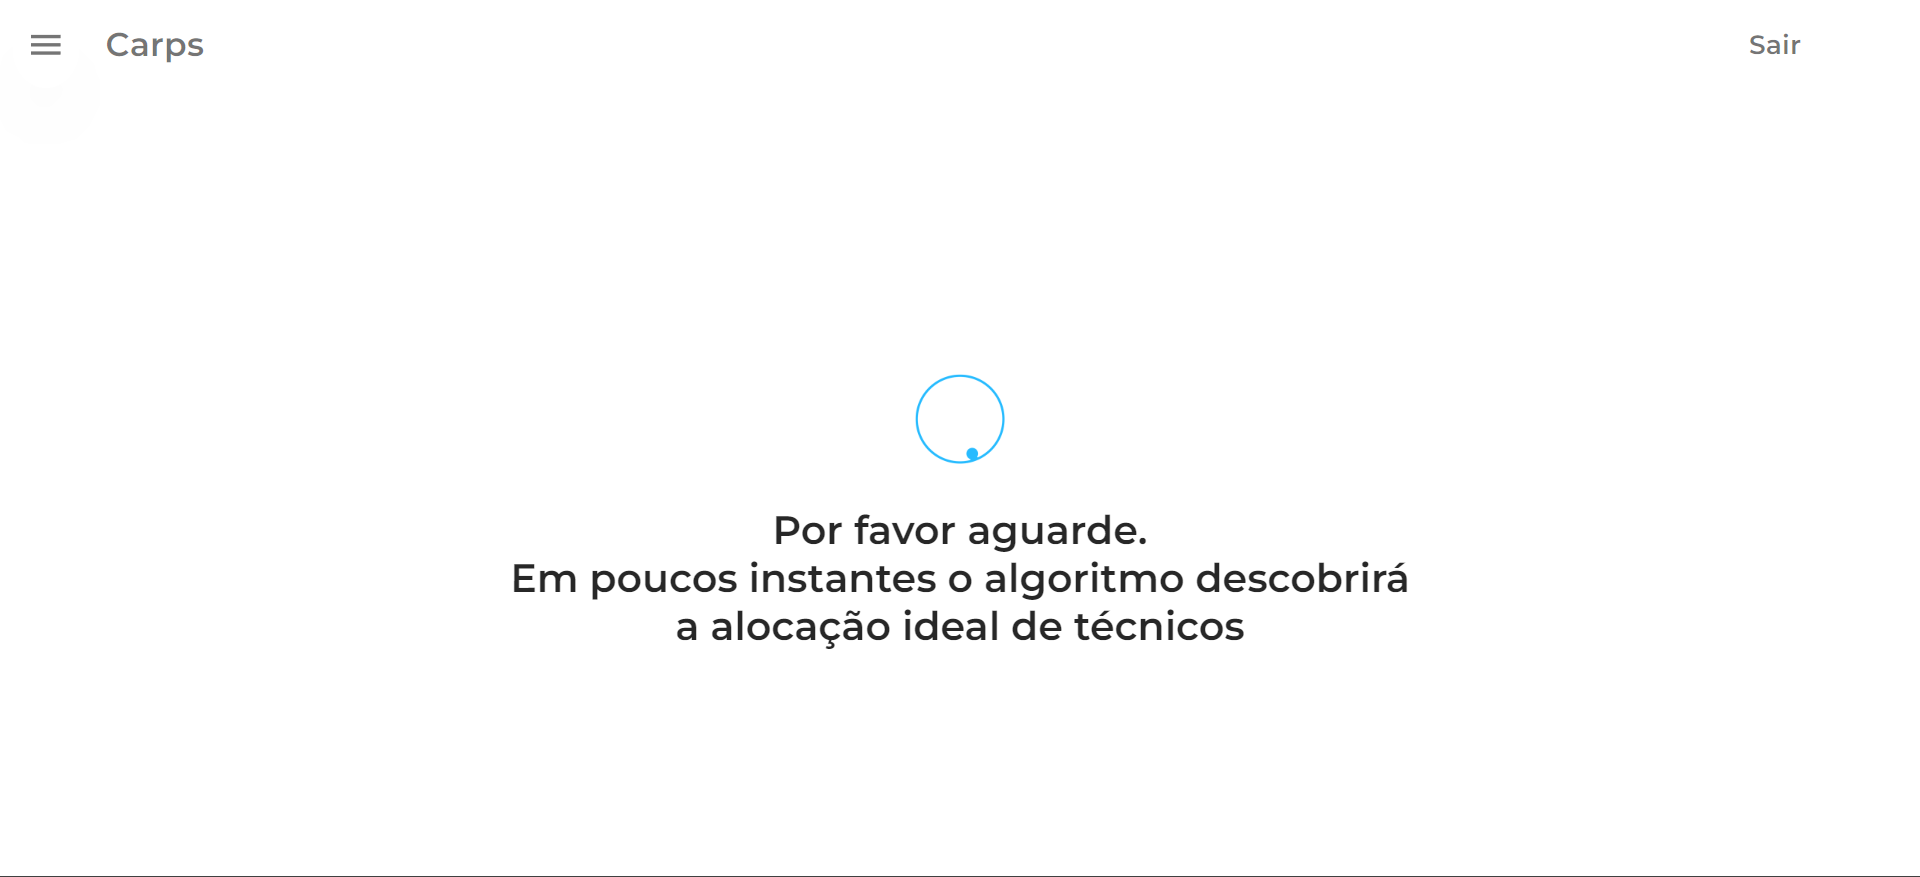 Carps
Sair
Por favor aguarde.
Em poucos instantes o algoritmo descobrirá
a alocação ideal de técnicos